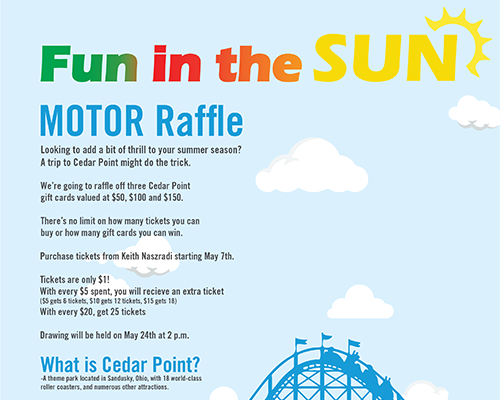 Fun in the SUN
MOTOR Raffle
Looking to add a bit of thrill to your summer season?
A trip to Cedar Point might do the trick.
We're going to raffle off three Cedar Point
gift cards valued at $50, $100 and $150.
There's no limit on how many tickets you can
buy or how many gift cards you can win.
Purchase tickets from Keith Naszradi starting May 7th.
Tickets are only $1!
With every $5 spent, you will recieve an extra ticket
($5 gets 6 tickets, $10 gets 12 tickets, $15 gets 18)
With every $20, get 25 tickets
Drawing will be held on May 24th at 2 p.m.
What is Cedar Point?
-A theme park located in Sandusky, Ohio, with 18 world-class
roller coasters, and numerous other attractions.